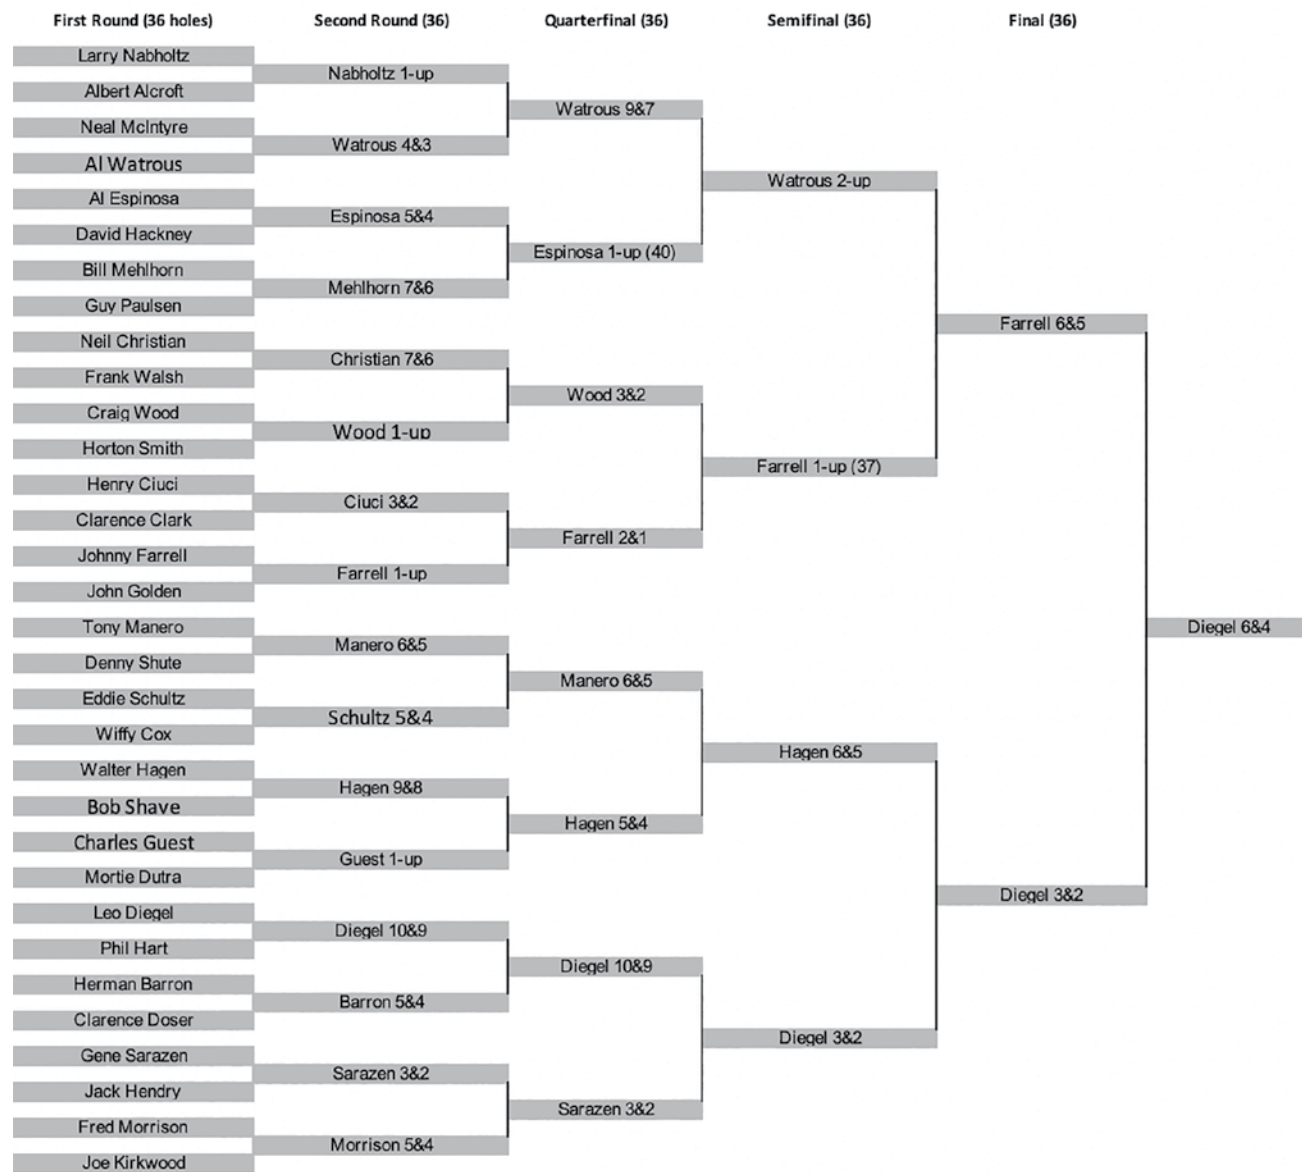 First Round (36 holes) Second Round (36) Quarterfinal (36) Semifinal (36) Final (36)
Larry Nabholtz
Nabholtz 1-up
Albert Alcroft
Watrous 9&7
Neal McIntyre
Watrous 4&3
Al Watrous
Watrous 2-up
Al Espinosa
Espinosa 5&4
David Hackney
Espinosa 1-up (40)
Bill Mehlhorn
Mehlhorn 7&6
Guy Paulsen
Farrell 6&5
Neil Christian
Christian 7&6
Frank Walsh
Wood 3&2
Craig Wood
Wood 1-up
Horton Smith
Farrell 1-up (37)
Henry Ciuci
Ciuci 3&2
Clarence Clark
Farrell 2&1
Johnny Farrell
Farrell 1-up
John Golden
Tony Manero Diegel 6&4
Manero 6&5
Denny Shute
Manero 6&5
Eddie Schultz
Schultz 5&4
Wiffy Cox
Hagen 6&5
Walter Hagen
Hagen 9&8
Bob Shave
Hagen 5&4
Charles Guest
Guest 1-up
Mortie Dutra
Diegel 3&2
Leo Diegel
Diegel 10&9
Phil Hart
Diegel 10&9
Herman Barron
Barron 5&4
Clarence Doser
Diegel 3&2
Gene Sarazen
Sarazen 3&2
Jack Hendry
Sarazen 3&2
Fred Morrison
Morrison 5&4
Joe Kirkwood